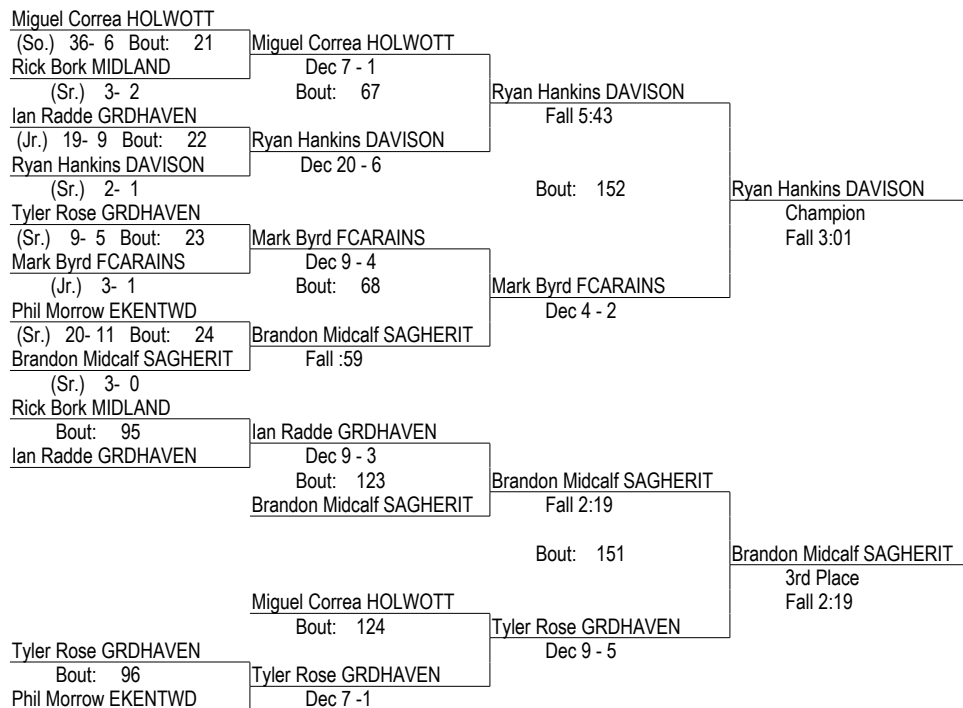 Miguel Correa HOLWOTT
(So.) 36- 6 Bout: 21
Miguel Correa HOLWOTT
Rick Bork MIDLAND
Dec 7 - 1
(Sr.) 3- 2
Bout: 67
Ryan Hankins DAVISON
Ian Radde GRDHAVEN
Fall 5:43
(Jr.) 19- 9 Bout: 22
Ryan Hankins DAVISON
Ryan Hankins DAVISON
Dec 20 - 6
(Sr.) 2- 1
Bout: 152
Ryan Hankins DAVISON
Tyler Rose GRDHAVEN
Champion
(Sr.) 9- 5 Bout: 23
Mark Byrd FCARAINS
Fall 3:01
Mark Byrd FCARAINS
Dec 9 - 4
(Jr.) 3- 1
Bout: 68
Mark Byrd FCARAINS
Phil Morrow EKENTWD
Dec 4 - 2
(Sr.) 20- 11 Bout: 24
Brandon Midcalf SAGHERIT
Brandon Midcalf SAGHERIT
Fall :59
(Sr.) 3- 0
Rick Bork MIDLAND
Bout: 95
Ian Radde GRDHAVEN
Ian Radde GRDHAVEN
Dec 9 - 3
Bout: 123
Brandon Midcalf SAGHERIT
Brandon Midcalf SAGHERIT
Fall 2:19
Bout: 151
Brandon Midcalf SAGHERIT
3rd Place
Miguel Correa HOLWOTT
Fall 2:19
Bout: 124
Tyler Rose GRDHAVEN
Tyler Rose GRDHAVEN
Dec 9 - 5
Bout: 96
Tyler Rose GRDHAVEN
Phil Morrow EKENTWD
Dec 7 -1